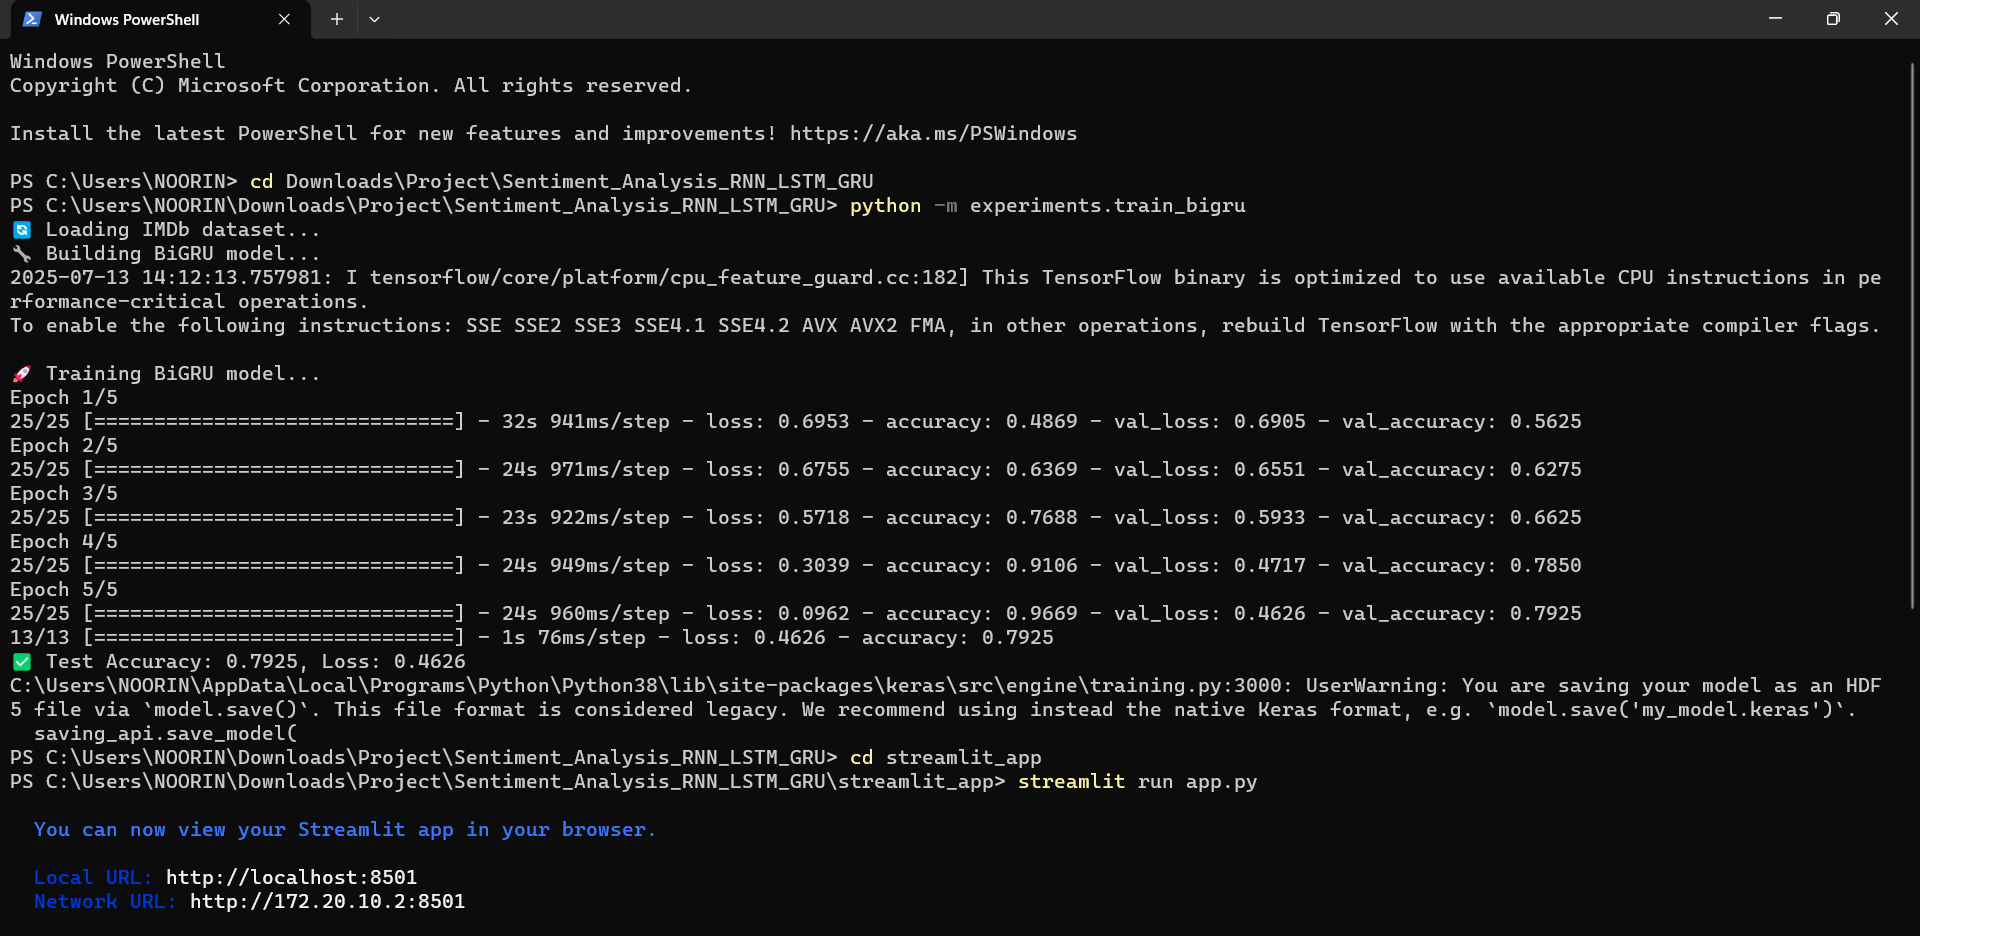 Windows PowerShell
Windows PowerShell
Copyright (C) Microsoft Corporation. All rights reserved.
Install the latest PowerShell for new features and improvements! https://aka.ms/PSWindows
PS C:\Users\NOORIN> cd Downloads\Project\Sentiment_Analysis_RNN_LSTM_GRU
PS C:\Users\NOORIN\Downloads\Project\Sentiment_Analysis_RNN_LSTM_GRU> python -m experiments.train_bigru
🔄 Loading IMDb dataset...
🔧 Building BiGRU model...
2025-07-13 14:12:13.757981: I tensorflow/core/platform/cpu_feature_guard.cc:182] This TensorFlow binary is optimized to use available CPU instructions in pe
rformance-critical operations.
To enable the following instructions: SSE SSE2 SSE3 SSE4.1 SSE4.2 AVX AVX2 FMA, in other operations, rebuild TensorFlow with the appropriate compiler flags.
🚀 Training BiGRU model...
Epoch 1/5
25/25 [==============================] - 32s 941ms/step - loss: 0.6953 - accuracy: 0.4869 - val_loss: 0.6905 - val_accuracy: 0.5625
Epoch 2/5
25/25 [==============================] - 24s 971ms/step - loss: 0.6755 - accuracy: 0.6369 - val_loss: 0.6551 - val_accuracy: 0.6275
Epoch 3/5
25/25 [==============================] - 23s 922ms/step - loss: 0.5718 - accuracy: 0.7688 - val_loss: 0.5933 - val_accuracy: 0.6625
Epoch 4/5
25/25 [==============================] - 24s 949ms/step - loss: 0.3039 - accuracy: 0.9106 - val_loss: 0.4717 - val_accuracy: 0.7850
Epoch 5/5
25/25 [==============================] - 24s 960ms/step - loss: 0.0962 - accuracy: 0.9669 - val_loss: 0.4626 - val_accuracy: 0.7925
13/13 [==============================] - 1s 76ms/step - loss: 0.4626 - accuracy: 0.7925
✅ Test Accuracy: 0.7925, Loss: 0.4626
C:\Users\NOORIN\AppData\Local\Programs\Python\Python38\lib\site-packages\keras\src\engine\training.py:3000: UserWarning: You are saving your model as an HDF
5 file via `model.save()`. This file format is considered legacy. We recommend using instead the native Keras format, e.g. `model.save('my_model.keras')`.
  saving_api.save_model(
PS C:\Users\NOORIN\Downloads\Project\Sentiment_Analysis_RNN_LSTM_GRU> cd streamlit_app
PS C:\Users\NOORIN\Downloads\Project\Sentiment_Analysis_RNN_LSTM_GRU\streamlit_app> streamlit run app.py
  You can now view your Streamlit app in your browser.
  Local URL: http://localhost:8501
  Network URL: http://172.20.10.2:8501